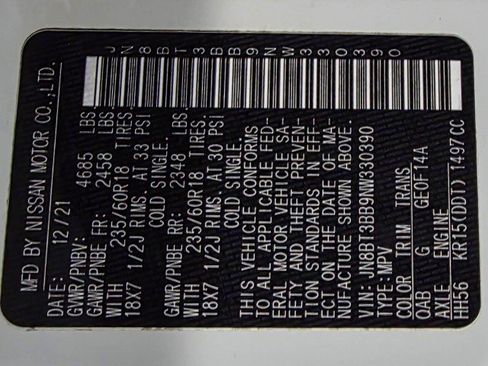 MFD BY NISSAN MOTOR CO.,LTD.
DATE: 12/21
GVWR/PNBV: 4685 LBS.
GAWR/PNBE FR: 2458 LBS.
WITH 235/60R18 TIRES.
18X7 1/2J RIMS. AT 33 PSI
COLD SINGLE.
GAWR/PNBE RR: 2348 LBS.
WITH 235/60R18 TIRES.
18X7 1/2J RIMS. AT 30 PSI
COLD SINGLE.
THIS VEHICLE CONFORMS
TO ALL APPLICABLE FED-
ERAL MOTOR VEHICLE SA-
FETY AND THEFT PREVEN-
TION STANDARDS IN EFF-
ECT ON THE DATE OF MA-
NUFACTURE SHOWN ABOVE.
VIN: JN8BT3BB9NW330390
TYPE: MPV
COLOR TRIM TRANS
QAB G GE0F14A
AXLE ENGINE
HH56 KR15(DDT) 1497CC
JN8BT3BB9NW330390